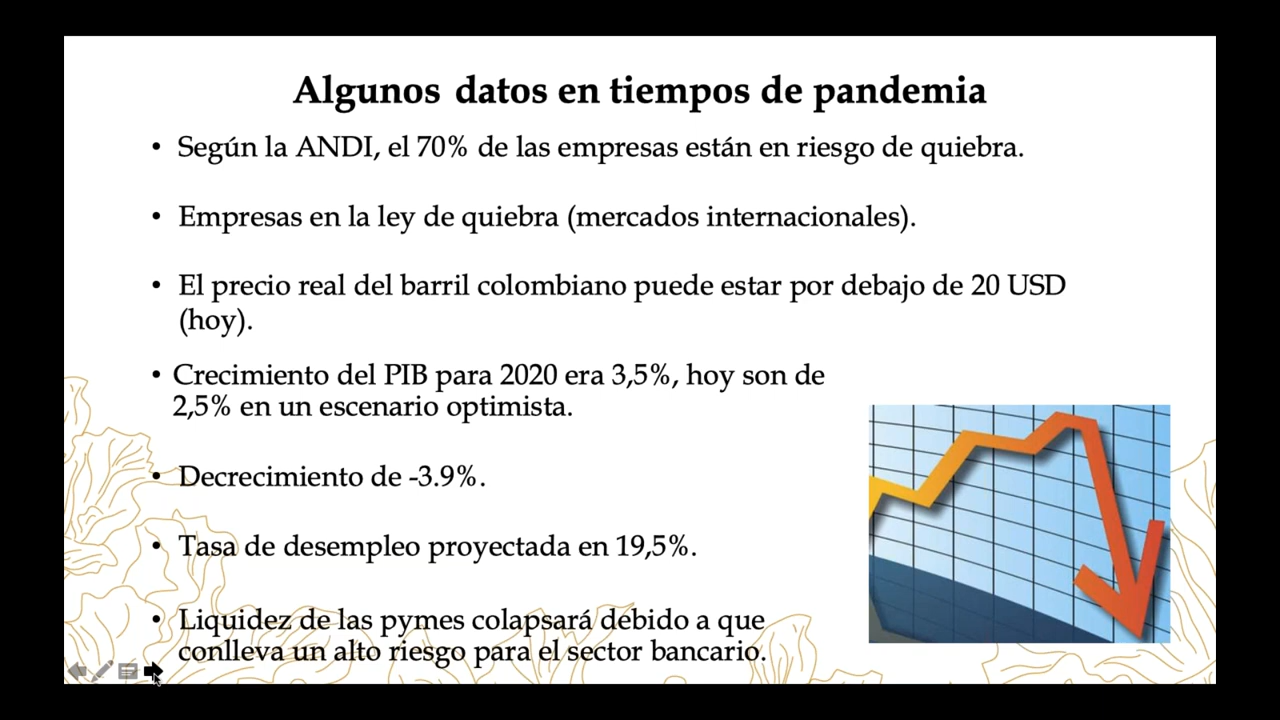 Algunos datos en tiempos de pandemia
• Según la ANDI, el 70% de las empresas están en riesgo de quiebra.
• Empresas en la ley de quiebra (mercados internacionales).
• El precio real del barril colombiano puede estar por debajo de 20 USD
(hoy).
• Crecimiento del PIB para 2020 era 3,5%, hoy son de
2,5% en un escenario optimista.
• Decrecimiento de -3.9%.
• Tasa de desempleo proyectada en 19,5%.
• Liquidez de las pymes colapsará debido a que
conlleva un alto riesgo para el sector bancario.